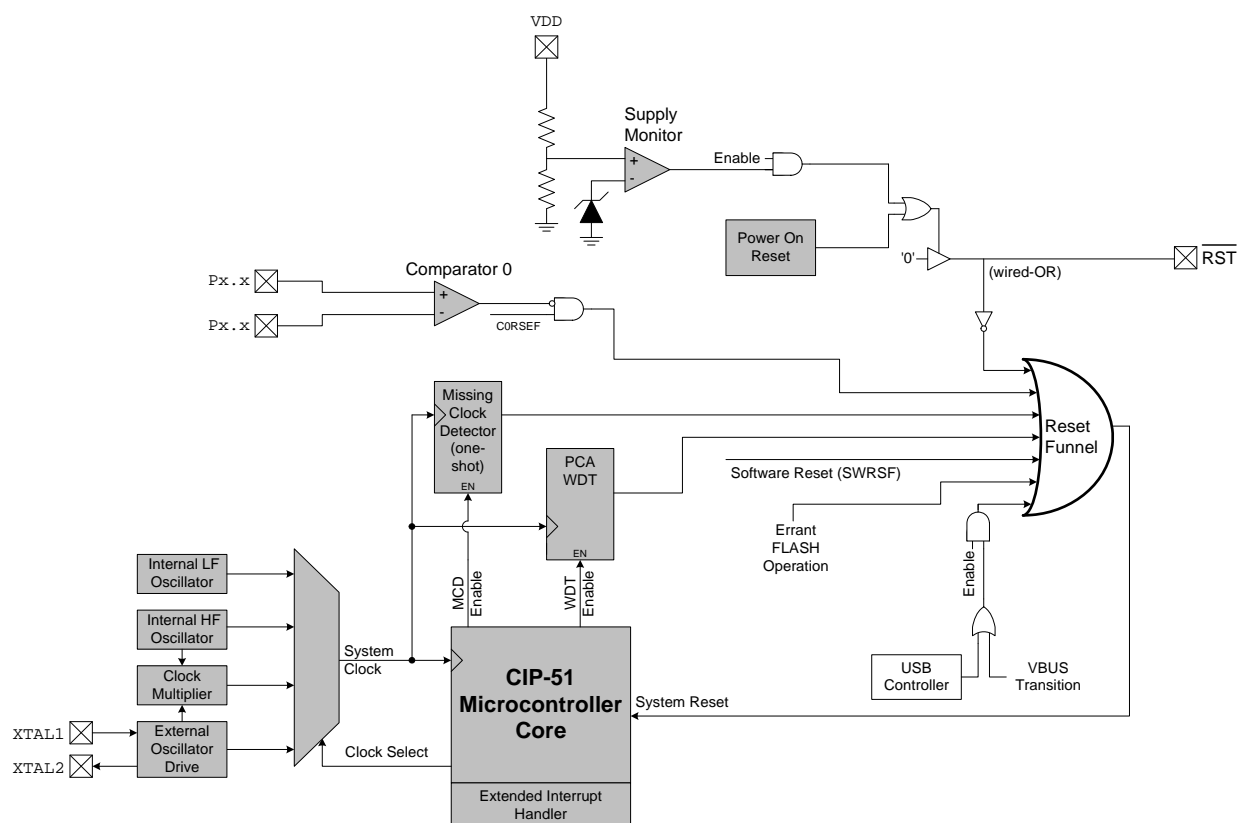 VDD
Supply
Monitor
+
-
Enable
Power On
Reset
'0'
(wired-OR)
RST
Px.x
Px.x
Comparator 0
+
-
C0RSEF
Missing
Clock
Detector
(one-
shot)
EN
PCA
WDT
EN
Software Reset (SWRSF)
Errant
FLASH
Operation
Reset
Funnel
Enable
USB
Controller
VBUS
Transition
Internal LF
Oscillator
Internal HF
Oscillator
Clock
Multiplier
External
Oscillator
Drive
XTAL1
XTAL2
System
Clock
MCD
Enable
WDT
Enable
CIP-51
Microcontroller
Core
System Reset
Clock Select
Extended Interrupt
Handler